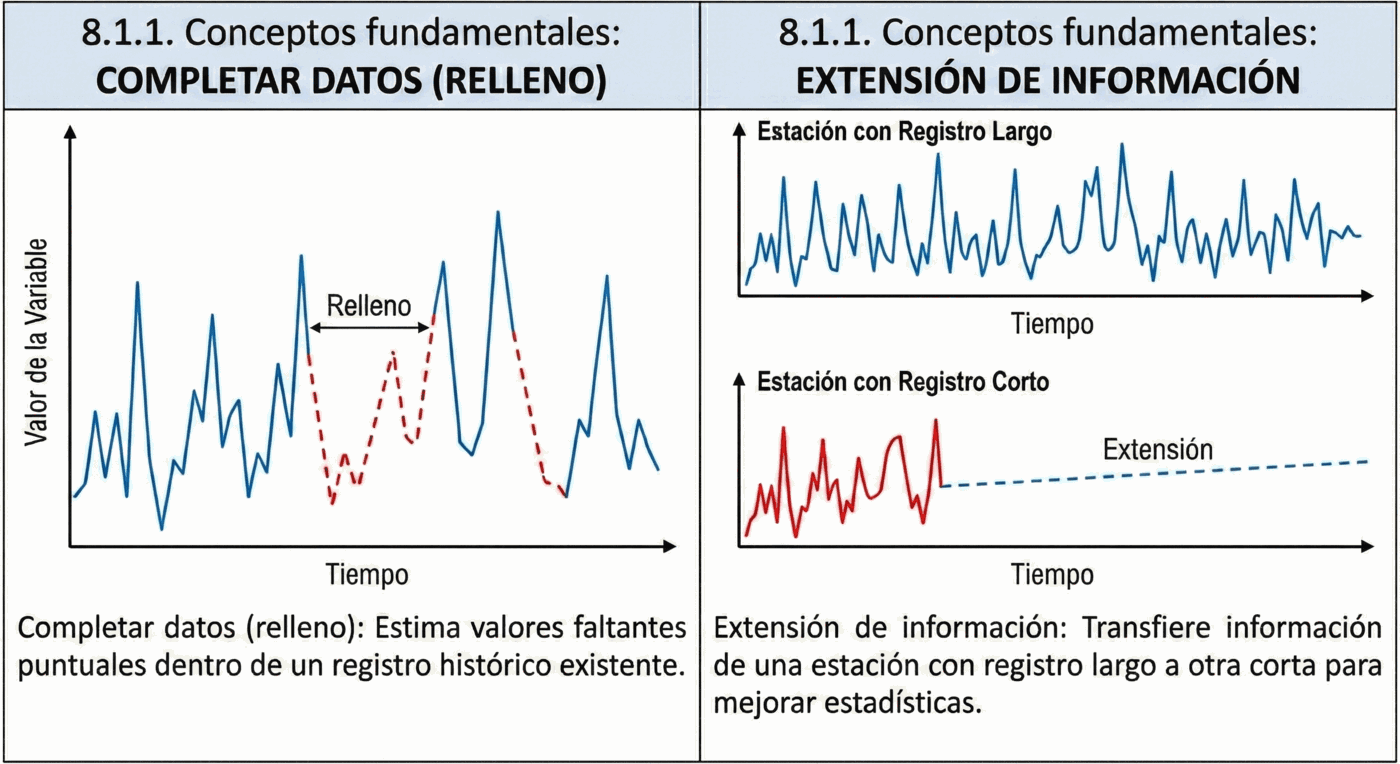 8.1.1. Conceptos fundamentales:
COMPLETAR DATOS (RELLENO)
Valor de la Variable
Relleno
Tiempo
Completar datos (relleno): Estima valores faltantes
puntuales dentro de un registro histórico existente.
8.1.1. Conceptos fundamentales:
EXTENSIÓN DE INFORMACIÓN
Estación con Registro Largo
Tiempo
Estación con Registro Corto
Extensión
Tiempo
Extensión de información: Transfiere información
de una estación con registro largo a otra corta para
mejorar estadísticas.